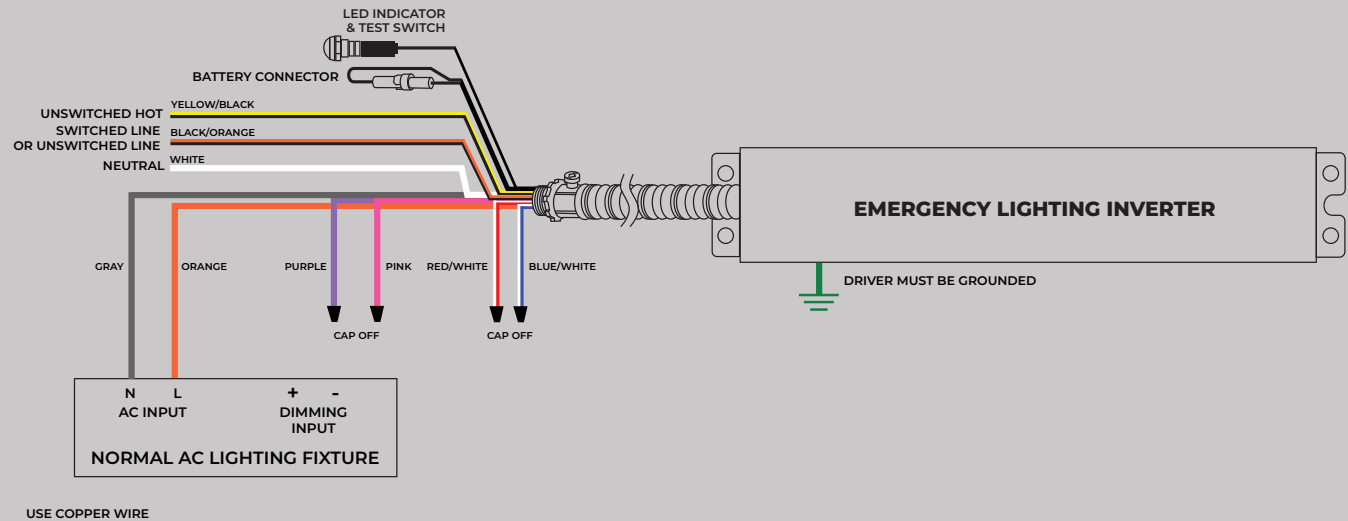 LED INDICATOR
& TEST SWITCH
BATTERY CONNECTOR
UNSWITCHED HOT
YELLOW/BLACK
SWITCHED LINE
OR UNSWITCHED LINE
BLACK/ORANGE
NEUTRAL
WHITE
EMERGENCY LIGHTING INVERTER
DRIVER MUST BE GROUNDED
GRAY
ORANGE
PURPLE
PINK
RED/WHITE
BLUE/WHITE
CAP OFF
CAP OFF
N
L
+
-
AC INPUT
DIMMING
INPUT
NORMAL AC LIGHTING FIXTURE
USE COPPER WIRE